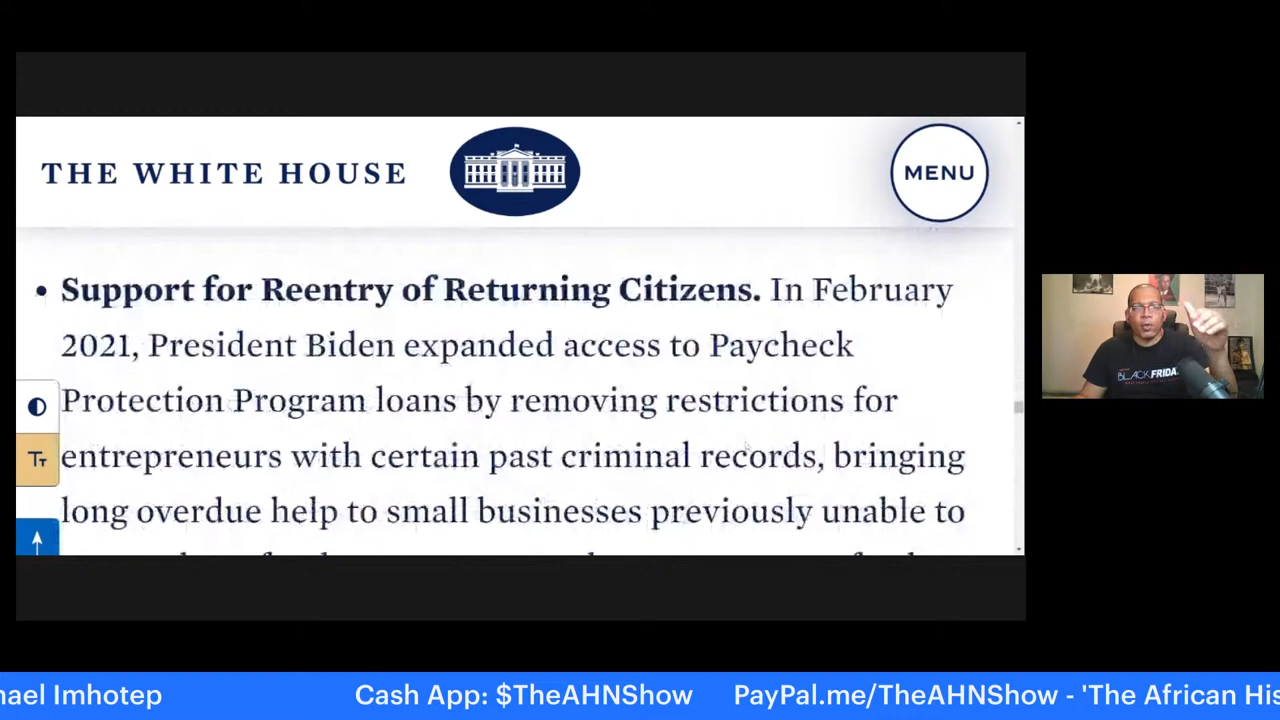 THE WHITE HOUSE
MENU
• Support for Reentry of Returning Citizens. In February
2021, President Biden expanded access to Paycheck
Protection Program loans by removing restrictions for
entrepreneurs with certain past criminal records, bringing
long overdue help to small businesses previously unable to
BLACK FRIDAY
nael Imhotep Cash App: $TheAHNShow PayPal.me/TheAHNShow - 'The African His